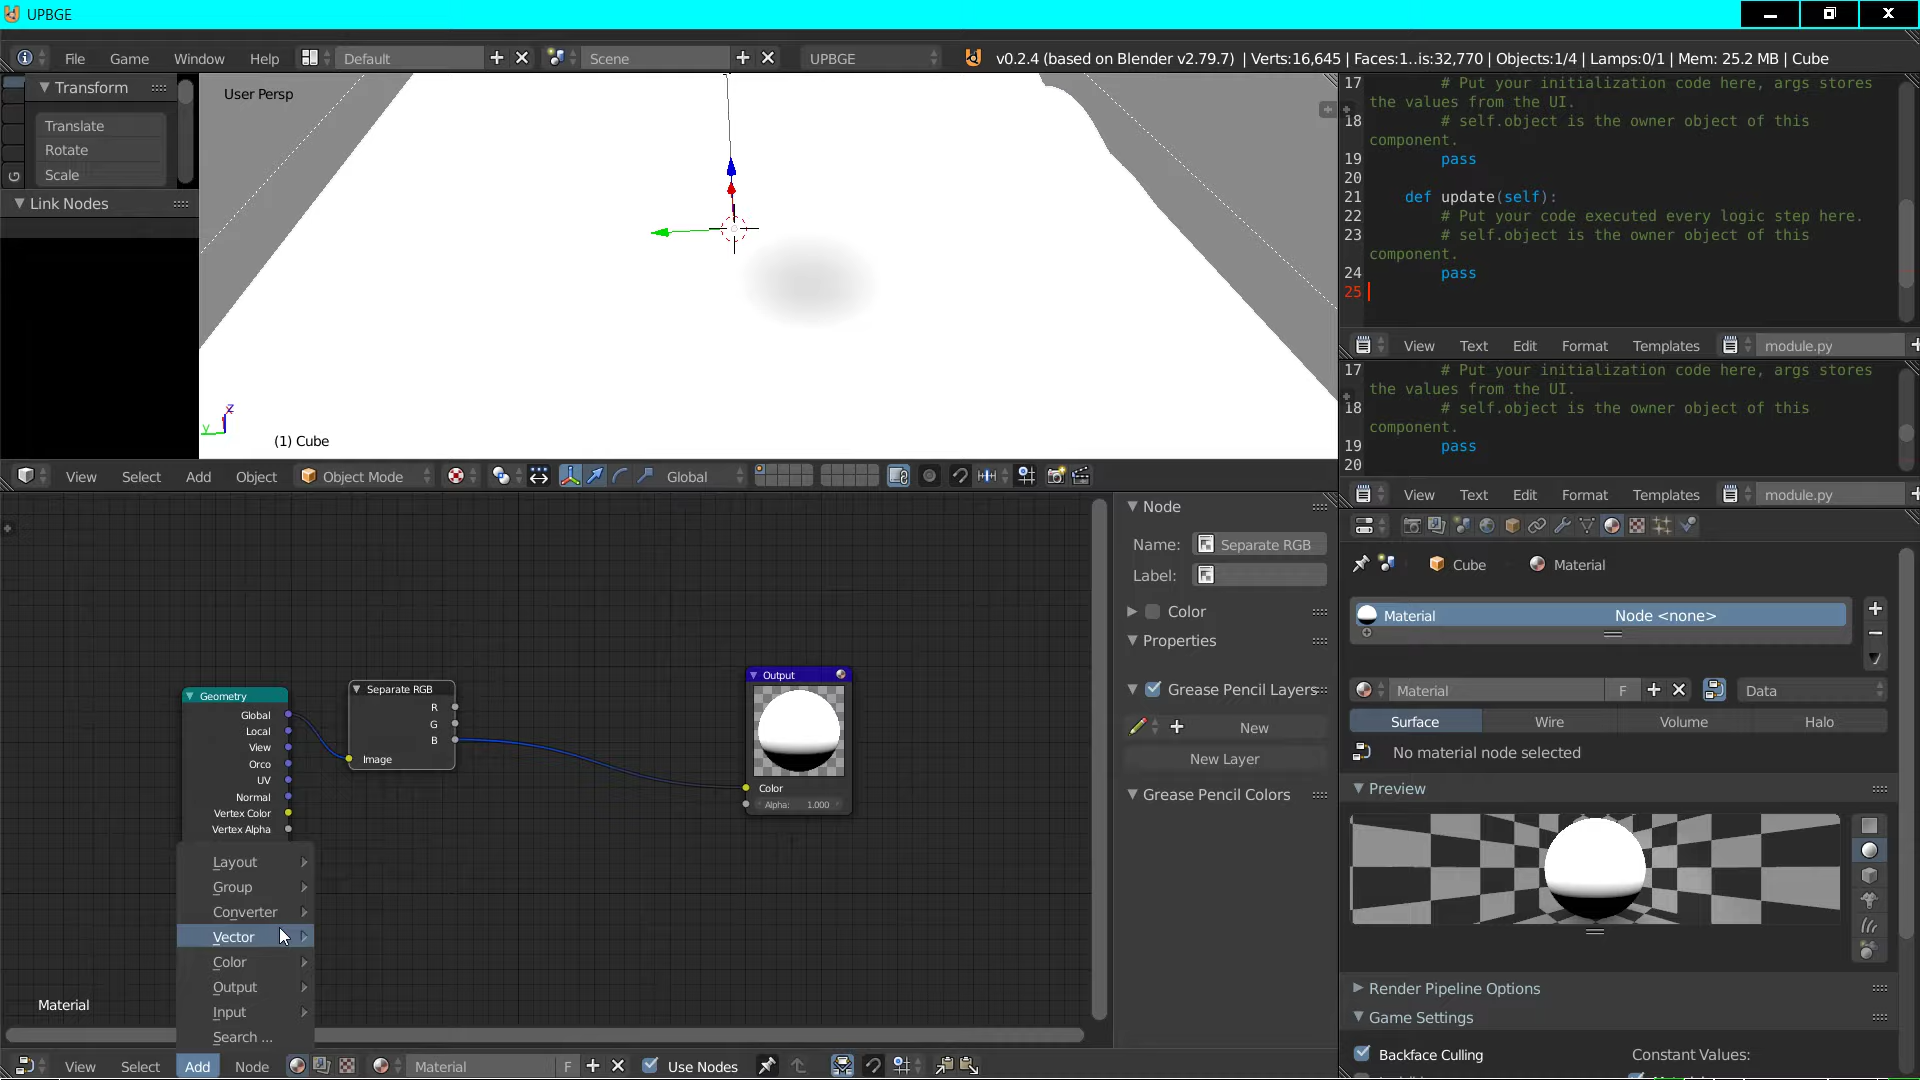 UPBGE
File Game Window Help Default Scene UPBGE v0.2.4 (based on Blender v2.79.7) | Verts:16,645 | Faces:1..is:32,770 | Objects:1/4 | Lamps:0/1 | Mem: 25.2 MB | Cube
Transform
Translate
Rotate
Scale
Link Nodes
User Persp
z
y
(1) Cube
17 # Put your initialization code here, args stores
the values from the UI.
18 # self.object is the owner object of this
component.
19 pass
20
21 def update(self):
22 # Put your code executed every logic step here.
23 # self.object is the owner object of this
component.
24 pass
25
View Text Edit Format Templates module.py
17 # Put your initialization code here, args stores
the values from the UI.
18 # self.object is the owner object of this
component.
19 pass
20
View Text Edit Format Templates module.py
View Select Add Object Object Mode Global
Geometry
Global
Local
View
Orco
UV
Normal
Vertex Color
Vertex Alpha
Separate RGB
R
G
B
Image
Output
Color
Alpha: 1.000
Layout
Group
Converter
Vector
Color
Output
Input
Search ...
Material
View Select Add Node Material F Use Nodes
Node
Name: Separate RGB
Label:
Color
Properties
Grease Pencil Layers
New
New Layer
Grease Pencil Colors
Cube Material
Material Node <none>
Material F Data
Surface Wire Volume Halo
No material node selected
Preview
Render Pipeline Options
Game Settings
Backface Culling Constant Values: